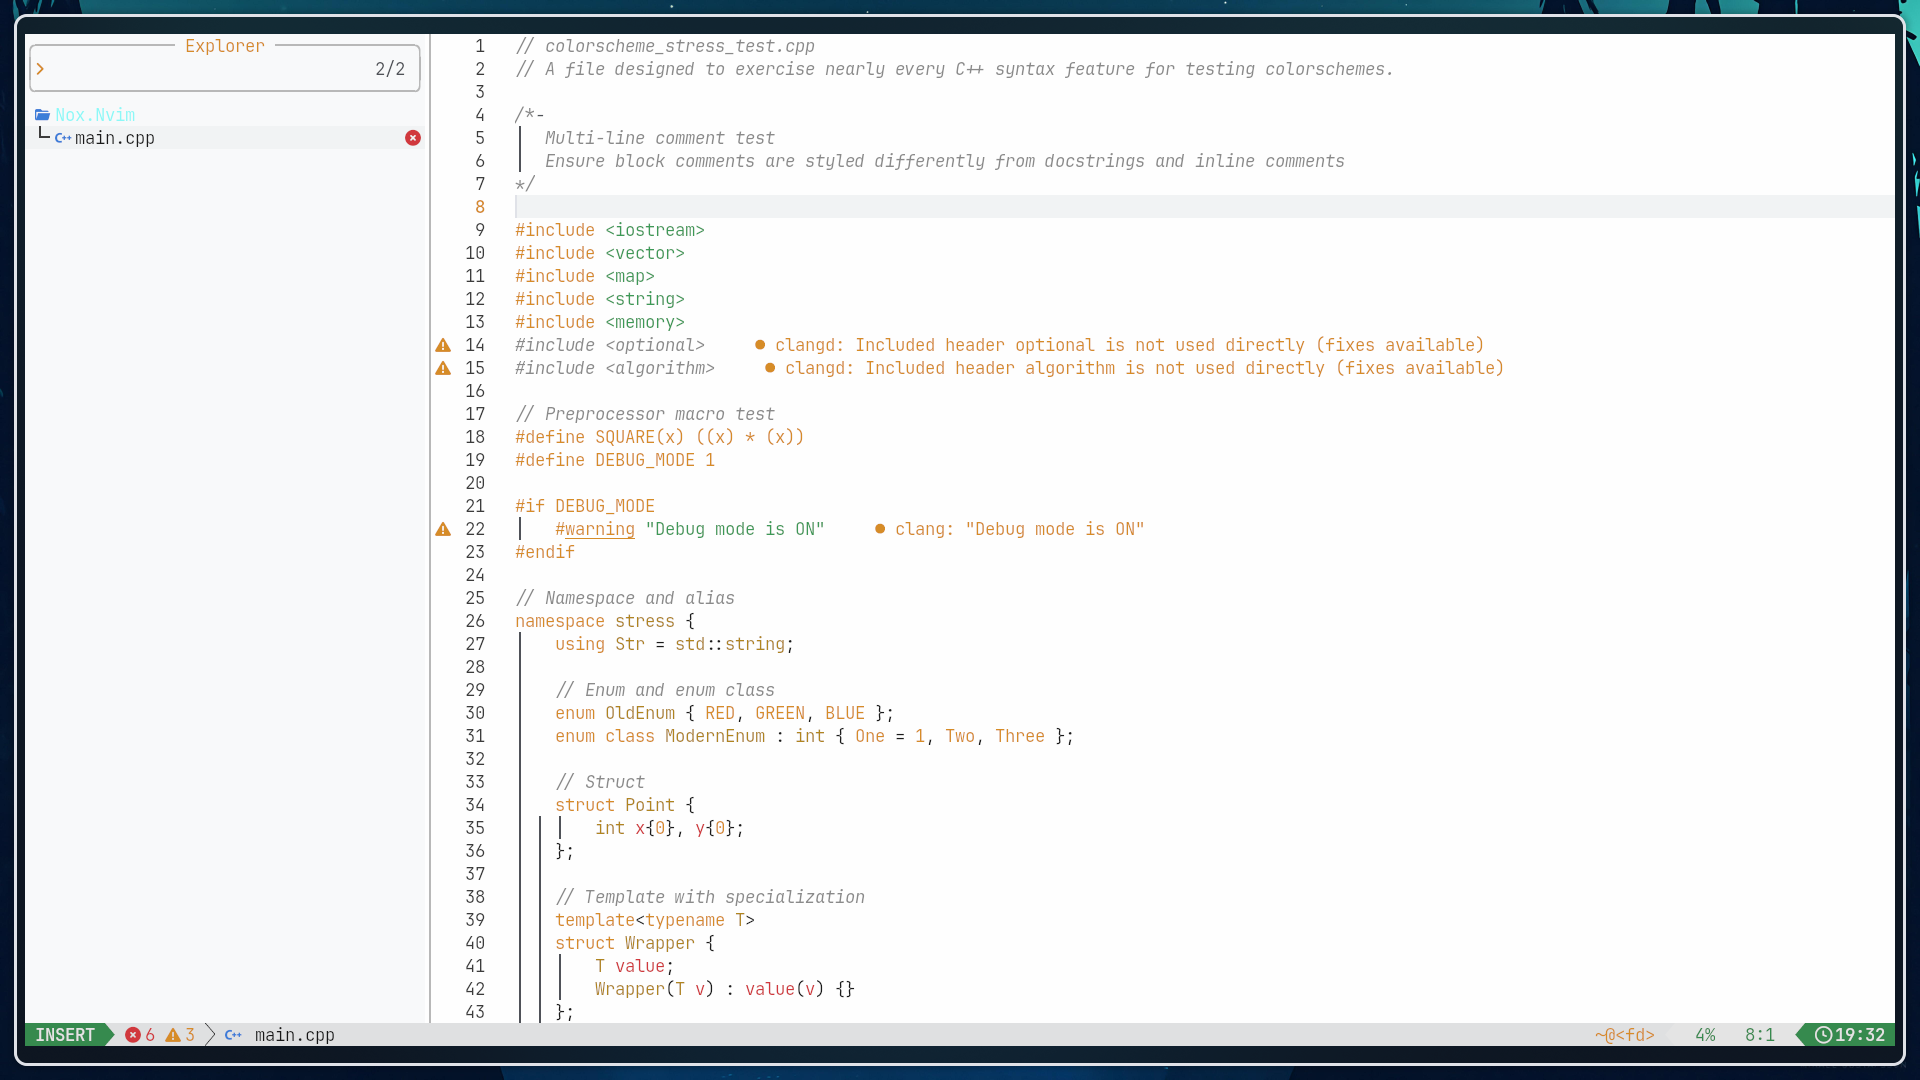 Explorer
2/2
Nox.Nvim
C++ main.cpp
1 // colorscheme_stress_test.cpp
2 // A file designed to exercise nearly every C++ syntax feature for testing colorschemes.
3
4 /*-
5 Multi-line comment test
6 Ensure block comments are styled differently from docstrings and inline comments
7 */
8
9 #include <iostream>
10 #include <vector>
11 #include <map>
12 #include <string>
13 #include <memory>
14 #include <optional> ● clangd: Included header optional is not used directly (fixes available)
15 #include <algorithm> ● clangd: Included header algorithm is not used directly (fixes available)
16
17 // Preprocessor macro test
18 #define SQUARE(x) ((x) * (x))
19 #define DEBUG_MODE 1
20
21 #if DEBUG_MODE
22 #warning "Debug mode is ON" ● clang: "Debug mode is ON"
23 #endif
24
25 // Namespace and alias
26 namespace stress {
27 using Str = std::string;
28
29 // Enum and enum class
30 enum OldEnum { RED, GREEN, BLUE };
31 enum class ModernEnum : int { One = 1, Two, Three };
32
33 // Struct
34 struct Point {
35 int x{0}, y{0};
36 };
37
38 // Template with specialization
39 template<typename T>
40 struct Wrapper {
41 T value;
42 Wrapper(T v) : value(v) {}
43 };
INSERT 6 3 C++ main.cpp ~@<fd> 4% 8:1 19:32